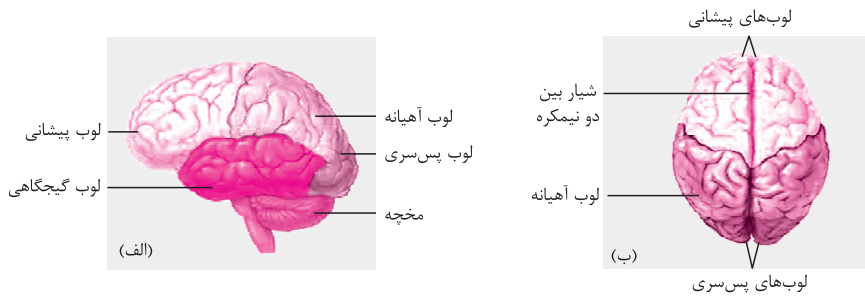 لوب‌های پیشانی
شیار بین
دو نیمکره
لوب آهیانه
لوب‌های پس‌سری
(ب)
لوب آهیانه
لوب پس‌سری
مخچه
لوب پیشانی
لوب گیجگاهی
(الف)